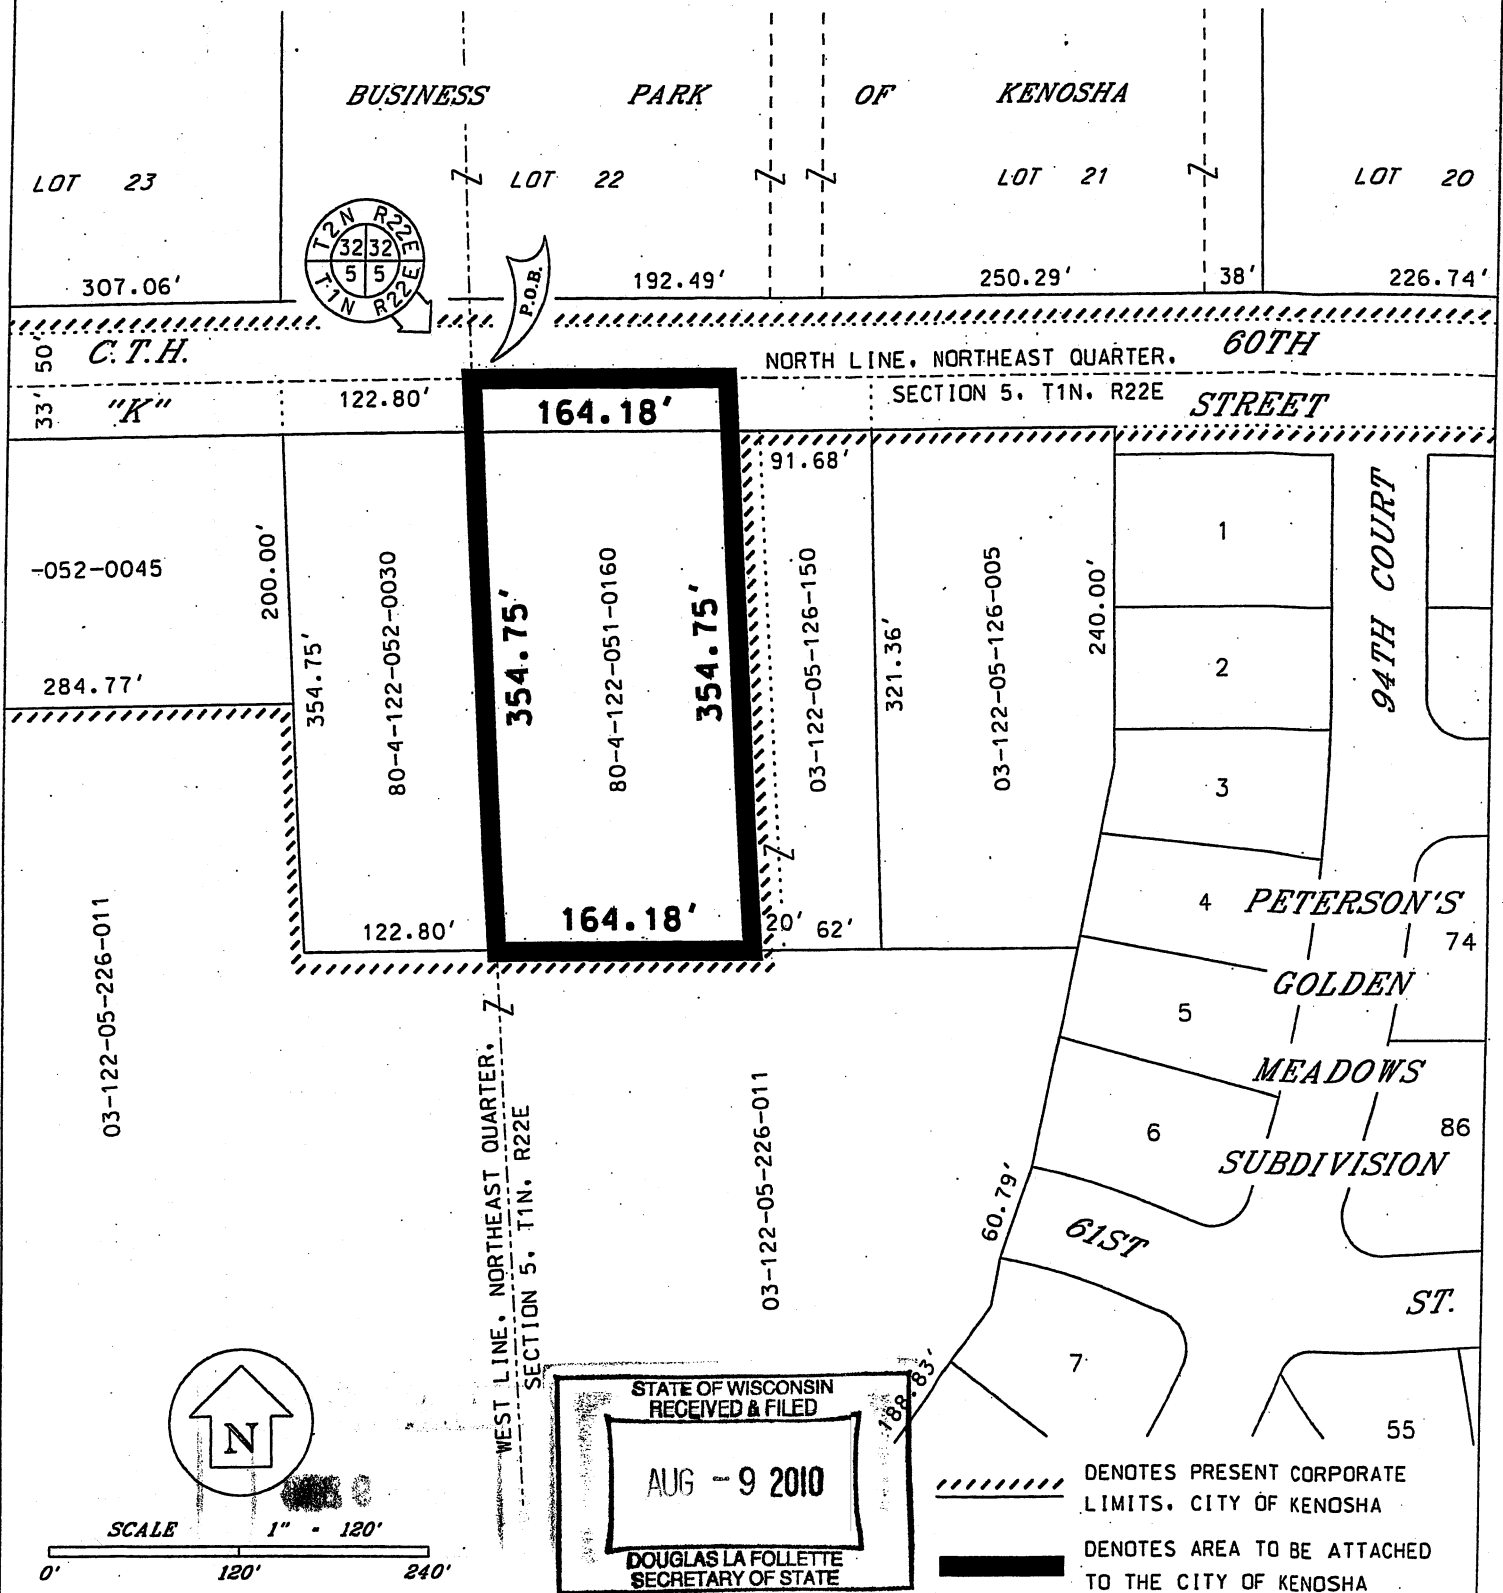 BUSINESS PARK OF KENOSHA
LOT 23
LOT 22
LOT 21
LOT 20
T2N R22E
32 32
5 5
T1N R22E
P.O.B.
307.06'
192.49'
250.29'
38'
226.74'
50'
C.T.H.
60TH
NORTH LINE, NORTHEAST QUARTER,
SECTION 5, T1N, R22E
33'
"K"
122.80'
164.18'
STREET
91.68'
-052-0045
200.00'
284.77'
354.75'
80-4-122-052-0030
354.75'
80-4-122-051-0160
354.75'
03-122-05-126-150
321.36'
03-122-05-126-005
240.00'
94TH COURT
1
2
3
4
5
6
7
PETERSON'S
74
GOLDEN
MEADOWS
86
SUBDIVISION
122.80'
164.18'
20'
62'
03-122-05-226-011
WEST LINE, NORTHEAST QUARTER,
SECTION 5, T1N, R22E
03-122-05-226-011
60.79'
61ST
ST.
188.83'
55
N
SCALE 1" = 120'
0' 120' 240'
STATE OF WISCONSIN
RECEIVED & FILED
AUG - 9 2010
DOUGLAS LA FOLLETTE
SECRETARY OF STATE
DENOTES PRESENT CORPORATE
LIMITS, CITY OF KENOSHA
DENOTES AREA TO BE ATTACHED
TO THE CITY OF KENOSHA